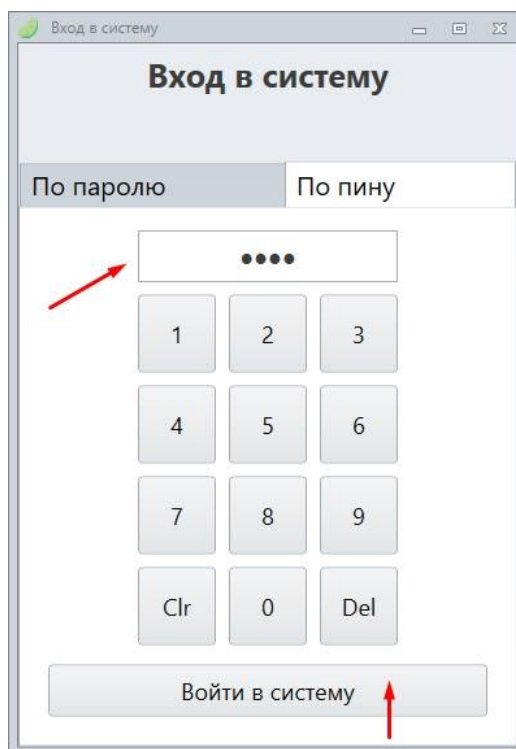 Вход в систему
Вход в систему
По паролю По пину
••••
1 2 3
4 5 6
7 8 9
Clr 0 Del
Войти в систему